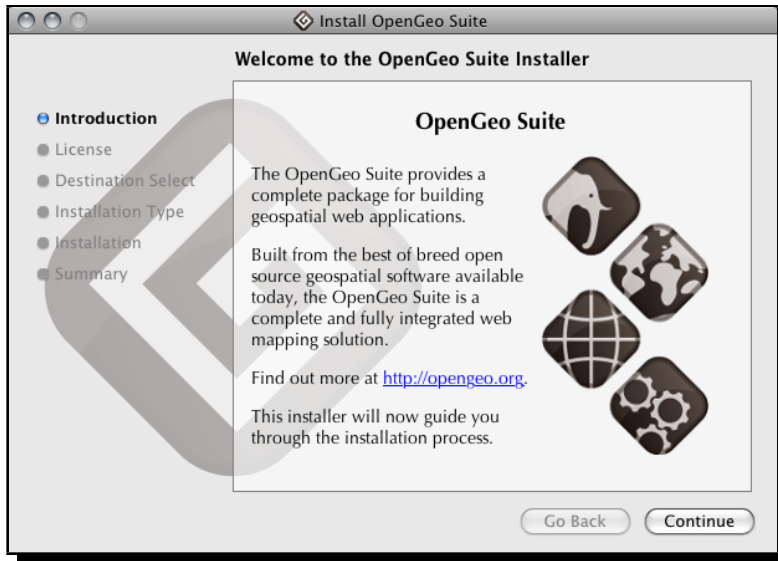 Install OpenGeo Suite
Welcome to the OpenGeo Suite Installer
Introduction
License
Destination Select
Installation Type
Installation
Summary
OpenGeo Suite
The OpenGeo Suite provides a
complete package for building
geospatial web applications.
Built from the best of breed open
source geospatial software available
today, the OpenGeo Suite is a
complete and fully integrated web
mapping solution.
Find out more at http://opengeo.org.
This installer will now guide you
through the installation process.
Go Back
Continue